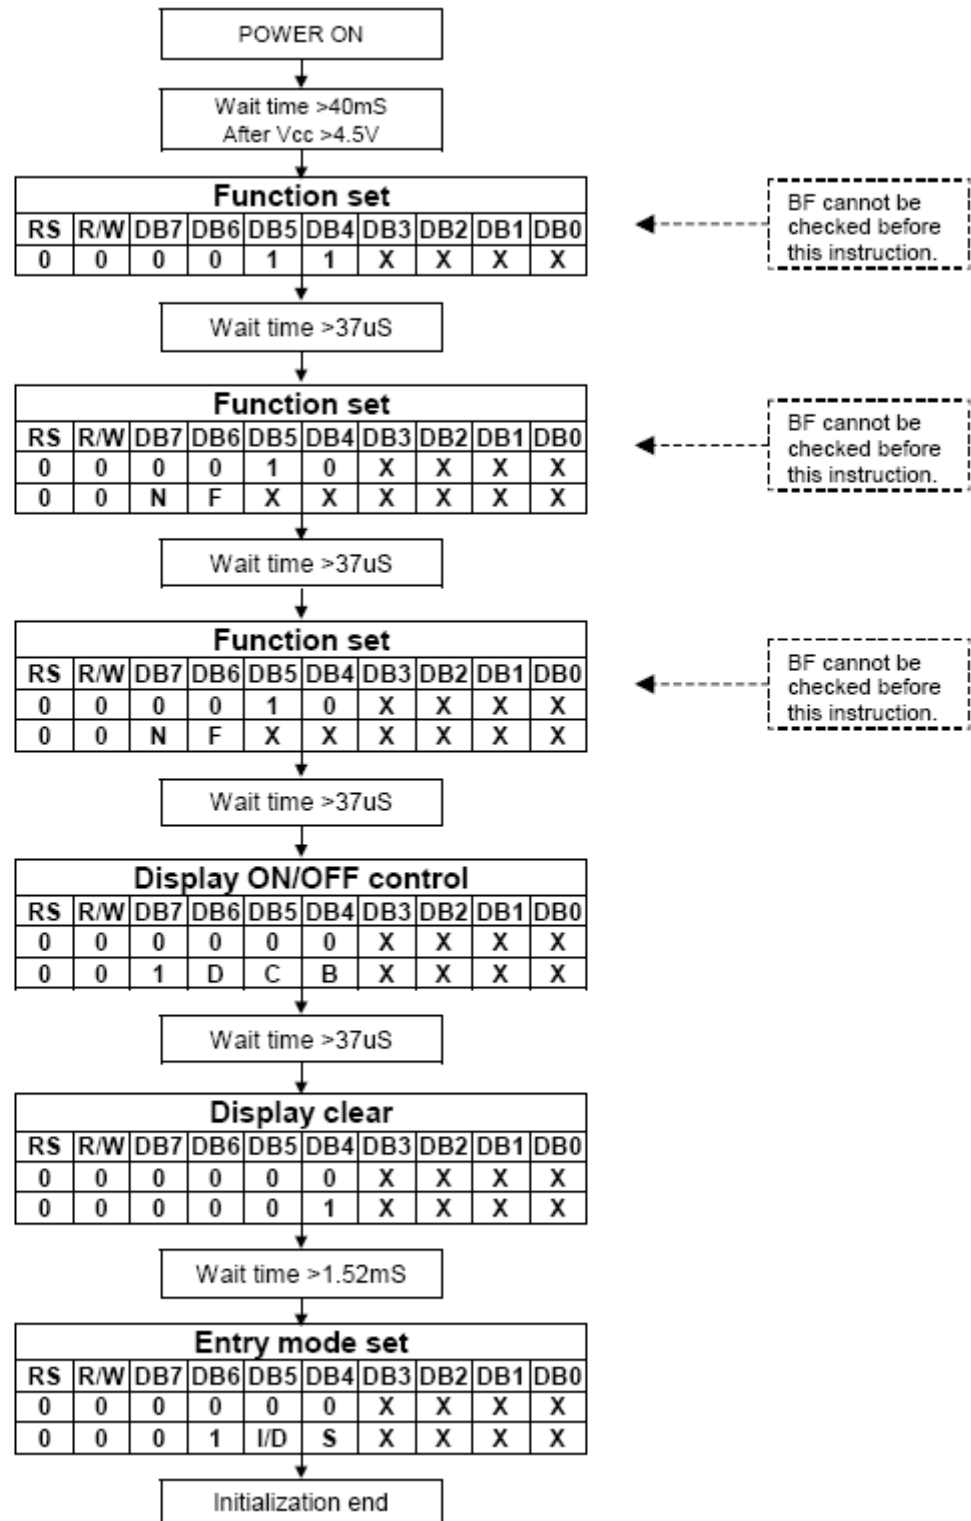 POWER ON
Wait time >40mS
After Vcc >4.5V
Function set
RS R/W DB7 DB6 DB5 DB4 DB3 DB2 DB1 DB0
0 0 0 0 1 1 X X X X
BF cannot be
checked before
this instruction.
Wait time >37uS
Function set
RS R/W DB7 DB6 DB5 DB4 DB3 DB2 DB1 DB0
0 0 0 0 1 0 X X X X
0 0 N F X X X X X X
BF cannot be
checked before
this instruction.
Wait time >37uS
Function set
RS R/W DB7 DB6 DB5 DB4 DB3 DB2 DB1 DB0
0 0 0 0 1 0 X X X X
0 0 N F X X X X X X
BF cannot be
checked before
this instruction.
Wait time >37uS
Display ON/OFF control
RS R/W DB7 DB6 DB5 DB4 DB3 DB2 DB1 DB0
0 0 0 0 0 0 X X X X
0 0 1 D C B X X X X
Wait time >37uS
Display clear
RS R/W DB7 DB6 DB5 DB4 DB3 DB2 DB1 DB0
0 0 0 0 0 0 X X X X
0 0 0 0 0 1 X X X X
Wait time >1.52mS
Entry mode set
RS R/W DB7 DB6 DB5 DB4 DB3 DB2 DB1 DB0
0 0 0 0 0 0 X X X X
0 0 0 1 I/D S X X X X
Initialization end